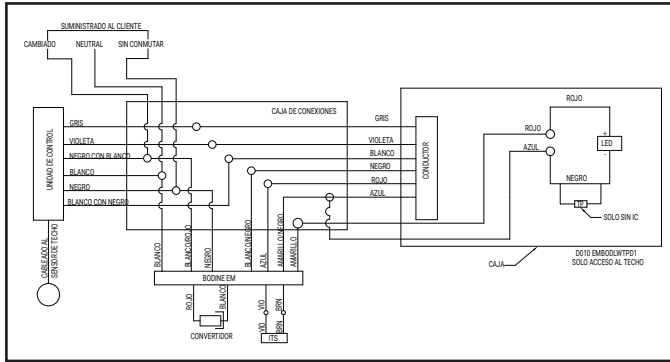 SUMINISTRADO AL CLIENTE
CAMBIADO NEUTRAL SIN CONMUTAR
CAJA DE CONEXIONES
UNIDAD DE CONTROL
GRIS
VIOLETA
NEGRO CON BLANCO
BLANCO
NEGRO
BLANCO CON NEGRO
CABLEADO AL
SENSOR DE TECHO
GRIS
VIOLETA
BLANCO
NEGRO
ROJO
AZUL
CONDUCTOR
ROJO
ROJO
AZUL
+
LED
-
NEGRO
TP
SOLO SIN IC
CAJA
D010 EMBODLWTPD1
SOLO ACCESO AL TECHO
BLANCO
BLANCO/ROJO
NEGRO
BLANCO/NEGRO
AZUL
AMARILLO/NEGRO
AMARILLO
BODINE EM
ROJO
BLANCO
VIO
BRN
VIO
BRN
CONVERTIDOR
ITS